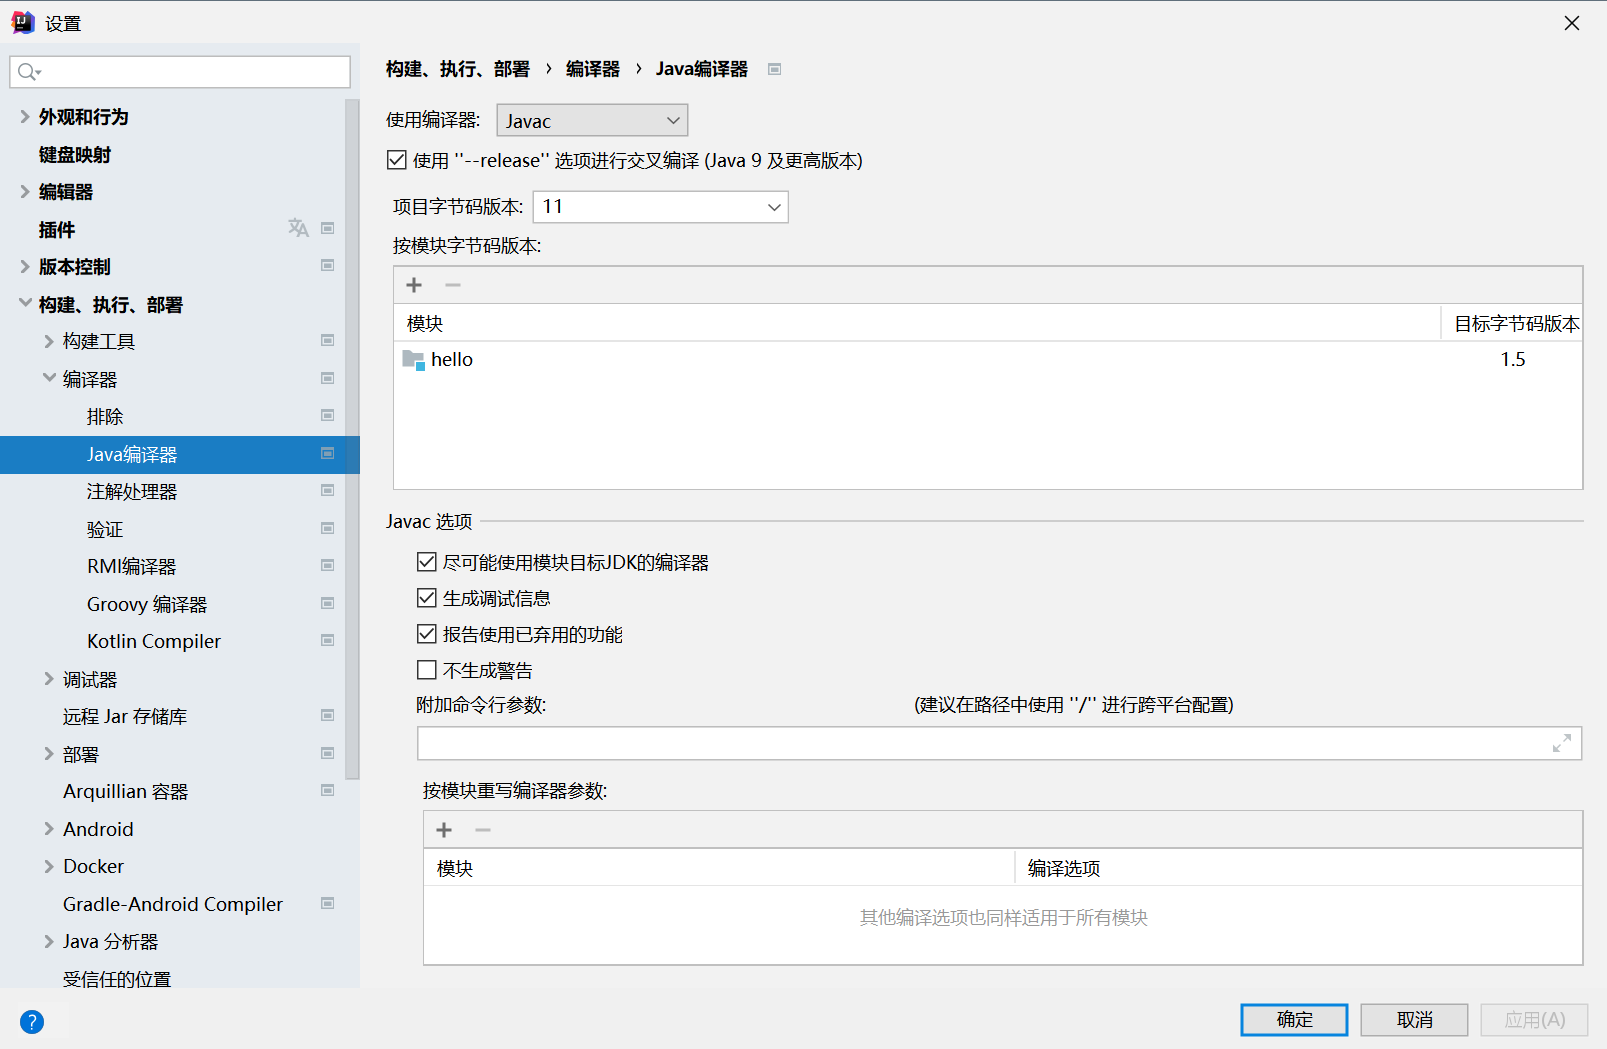 设置
外观和行为
键盘映射
编辑器
插件
版本控制
构建、执行、部署
构建工具
编译器
排除
Java编译器
注解处理器
验证
RMI编译器
Groovy 编译器
Kotlin Compiler
调试器
远程 Jar 存储库
部署
Arquillian 容器
Android
Docker
Gradle-Android Compiler
Java 分析器
受信任的位置
构建、执行、部署 › 编译器 › Java编译器
使用编译器: Javac
使用 ''--release'' 选项进行交叉编译 (Java 9 及更高版本)
项目字节码版本: 11
按模块字节码版本:
模块 目标字节码版本
hello 1.5
Javac 选项
尽可能使用模块目标JDK的编译器
生成调试信息
报告使用已弃用的功能
不生成警告
附加命令行参数: (建议在路径中使用 ''/'' 进行跨平台配置)
按模块重写编译器参数:
模块 编译选项
其他编译选项也同样适用于所有模块
? 确定 取消 应用(A)